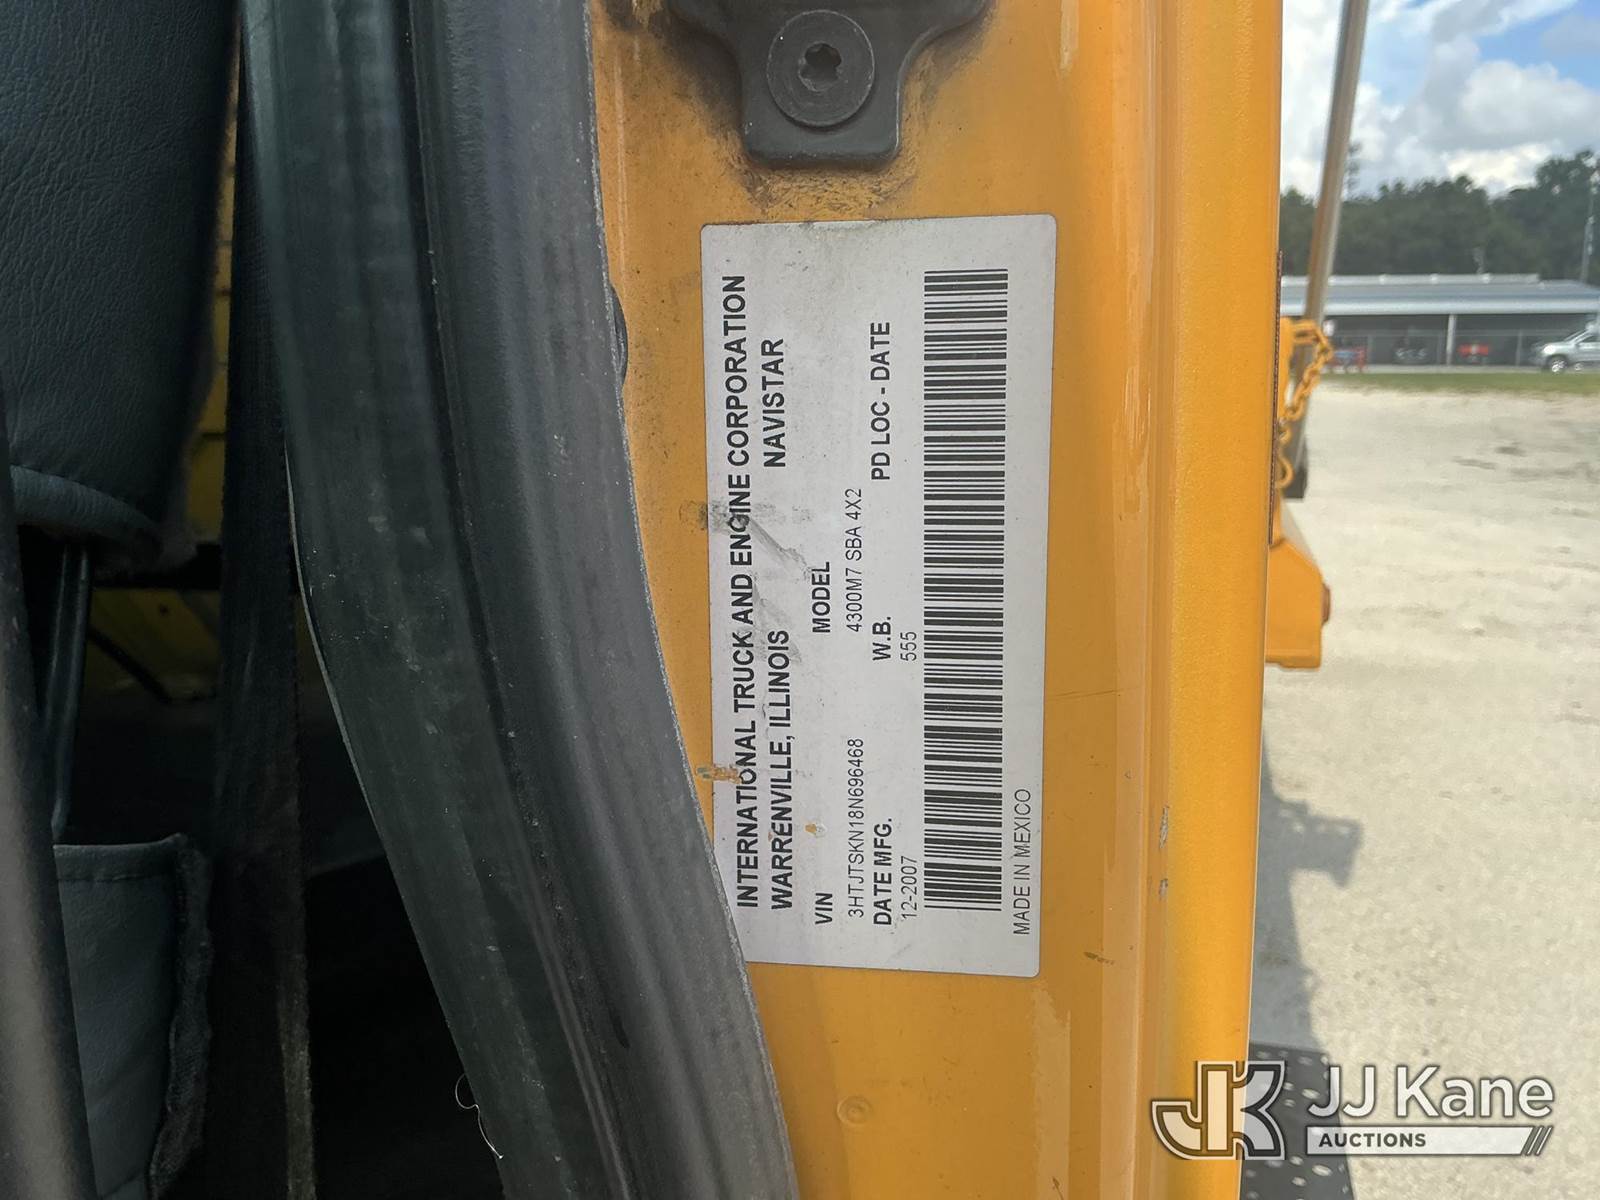 INTERNATIONAL TRUCK AND ENGINE CORPORATION
WARRENVILLE, ILLINOIS NAVISTAR
VIN MODEL
3HTJTSKN18N696468 4300M7 SBA 4X2
DATE MFG. W.B. PD LOC - DATE
12-2007 555
MADE IN MEXICO
JK JJ Kane
AUCTIONS